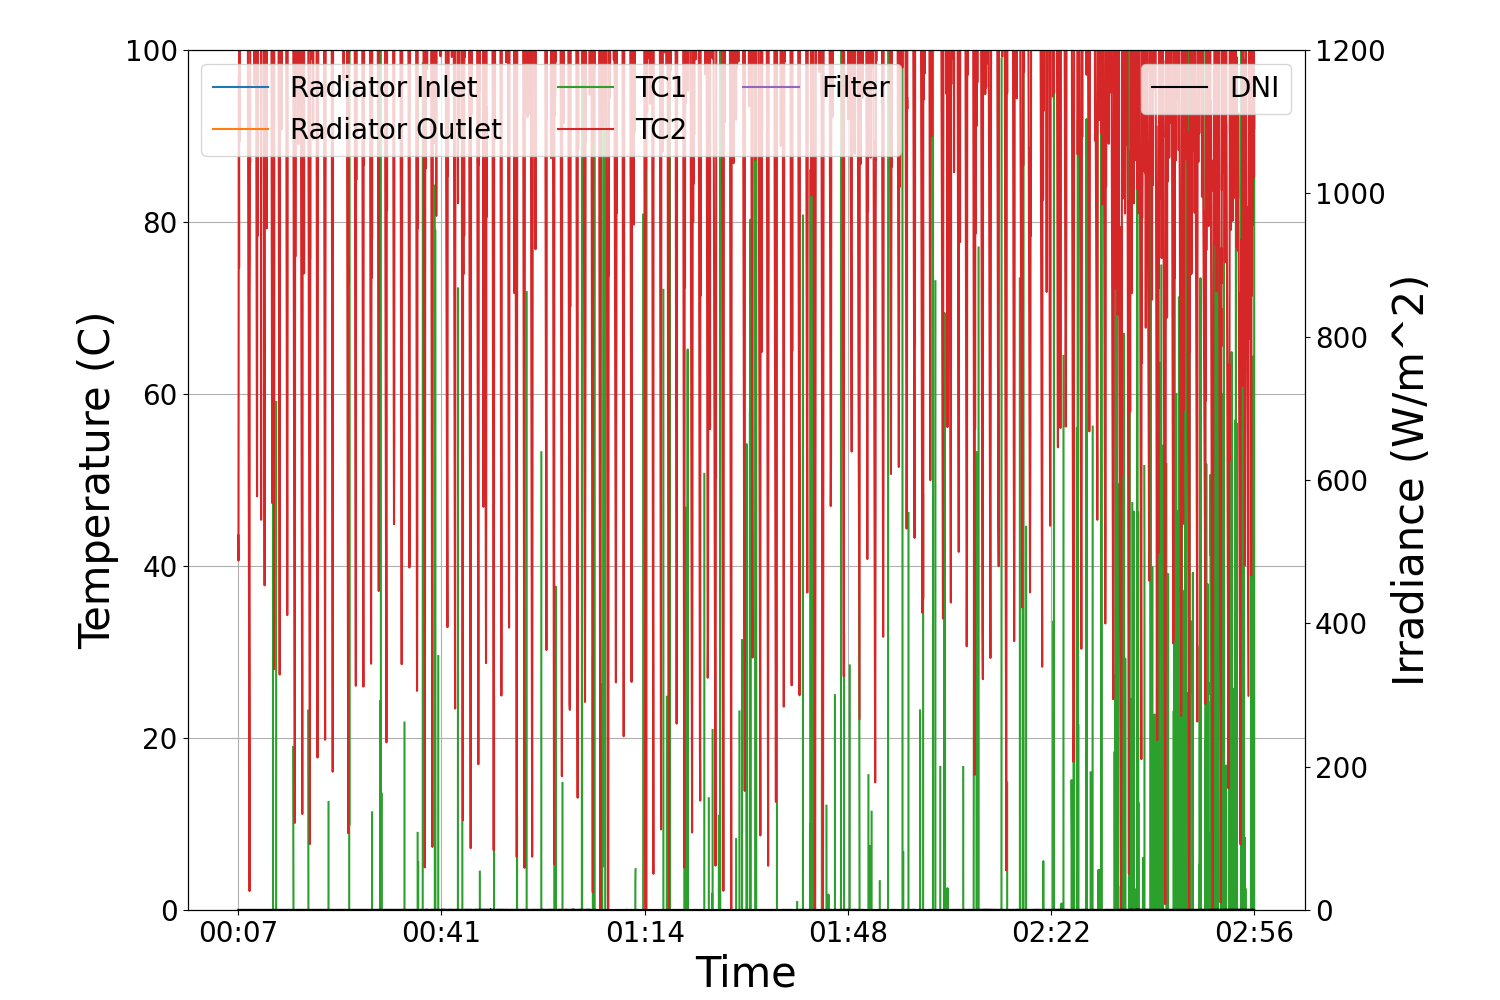 100
80
60
40
20
0
Temperature (C)
Radiator Inlet
Radiator Outlet
TC1
TC2
Filter
DNI
1200
1000
800
600
400
200
0
Irradiance (W/m^2)
00:07
00:41
01:14
01:48
02:22
02:56
Time